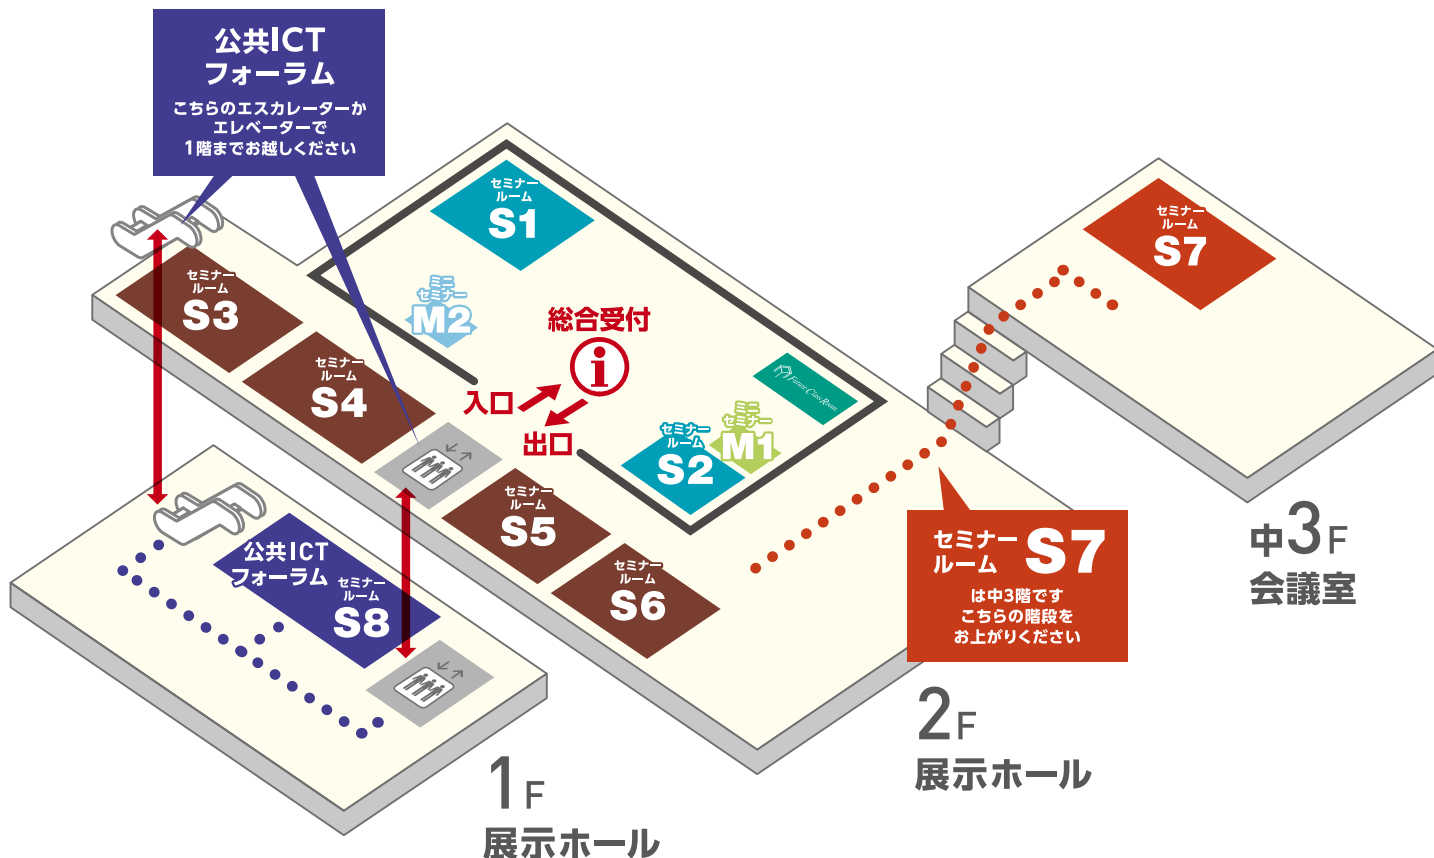 公共ICT
フォーラム
こちらのエスカレーターか
エレベーターで
1階までお越しください
セミナー
ルーム
S1
セミナー
ルーム
S7
セミナー
ルーム
S3
ミニ
セミナー
M2
総合受付
i
セミナー
ルーム
S4
Future Class Room
入口
出口
ミニ
セミナー
M1
セミナー
ルーム
S2
セミナー
ルーム
S5
セミナー
ルーム
S6
公共ICT
フォーラム
セミナー
ルーム
S8
セミナー
ルーム
S7
は中3階です
こちらの階段を
お上がりください
中3F
会議室
2F
展示ホール
1F
展示ホール